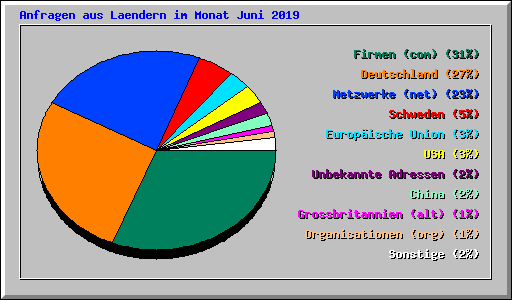 Anfragen aus Laendern im Monat Juni 2019
Firmen (com) (31%)
Deutschland (27%)
Netzwerke (net) (23%)
Schweden (5%)
Europäische Union (3%)
USA (3%)
Unbekannte Adressen (2%)
China (2%)
Grossbritannien (alt) (1%)
Organisationen (org) (1%)
Sonstige (2%)